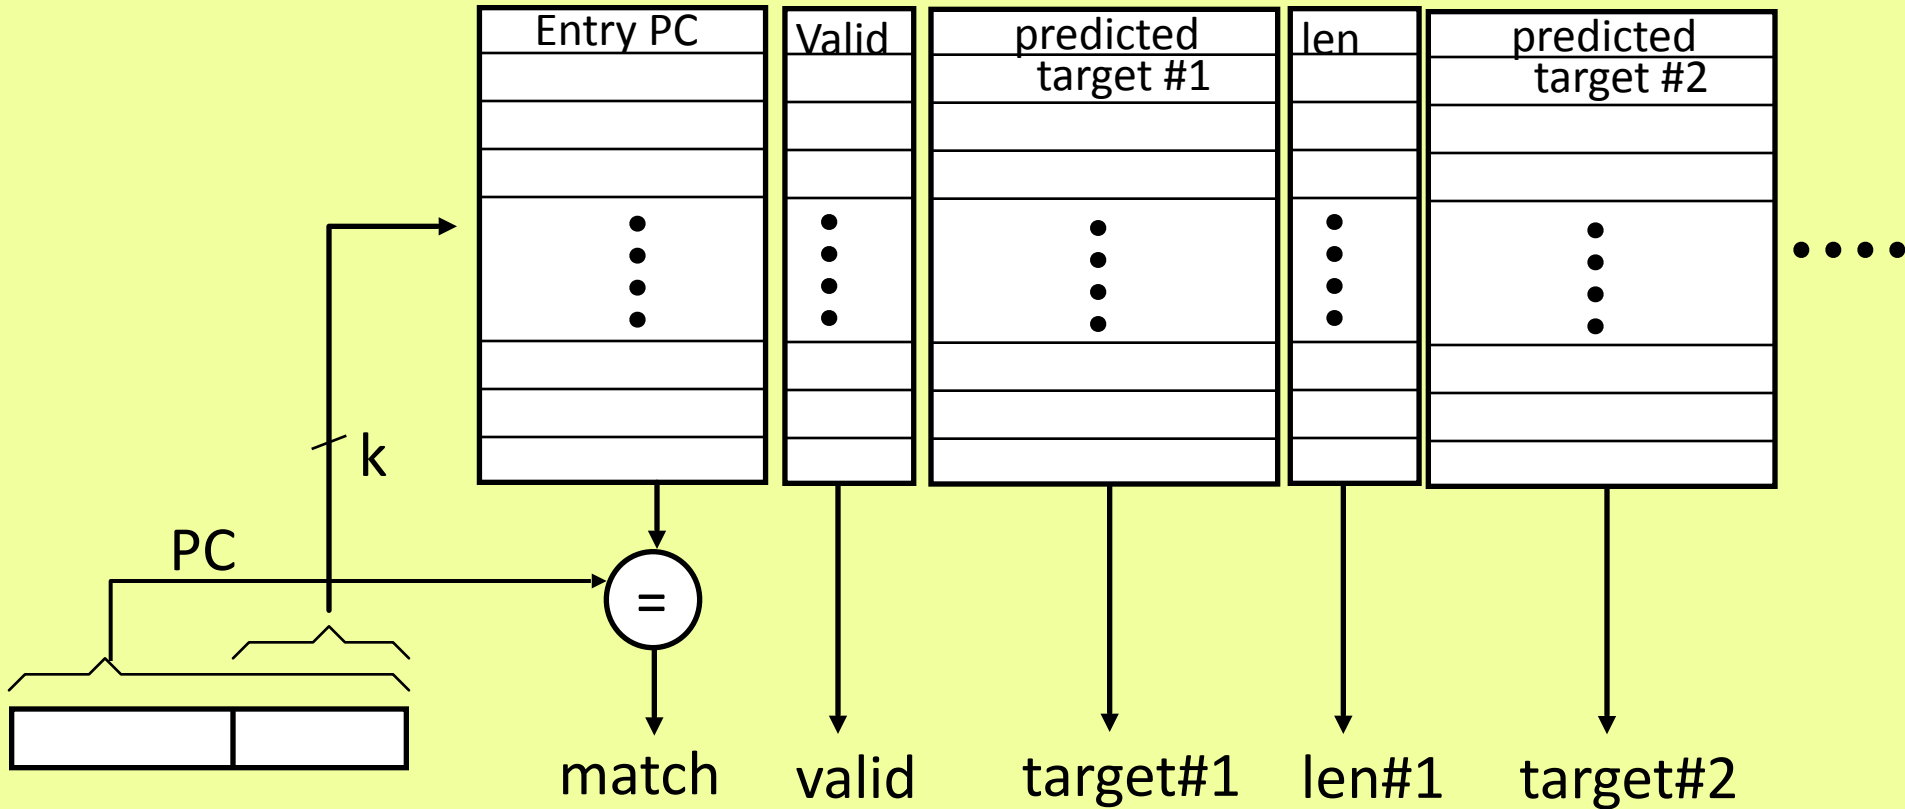 Entry PC
Valid
predicted
target #1
len
predicted
target #2
k
PC
=
match
valid
target#1
len#1
target#2